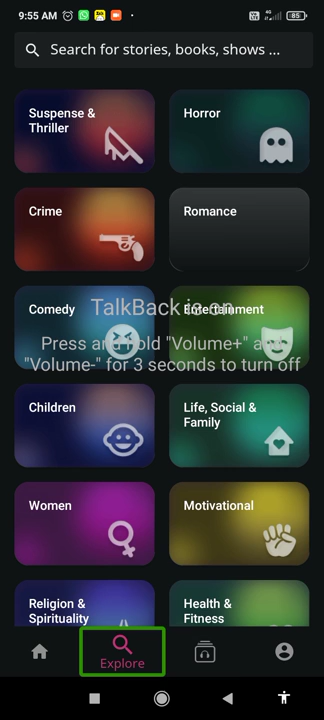 9:55 AM
85
Search for stories, books, shows ...
Suspense &
Thriller
Horror
Crime
Romance
Comedy
Entertainment
TalkBack is on
Press and hold "Volume+" and
"Volume-" for 3 seconds to turn off
Children
Life, Social &
Family
Women
Motivational
Religion &
Spirituality
Health &
Fitness
Explore